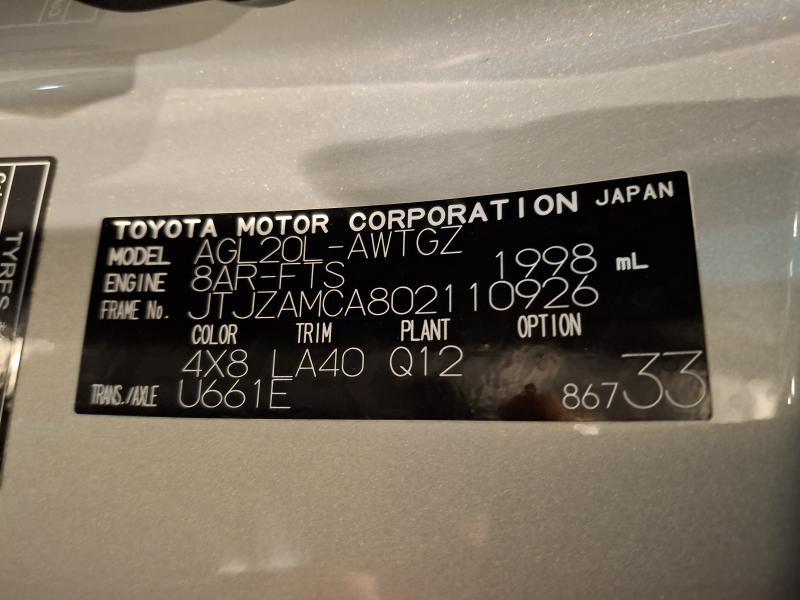 TOYOTA MOTOR CORPORATION JAPAN
MODEL AGL20L-AWTGZ
ENGINE 8AR-FTS 1998 mL
FRAME No. JTJZAMCA802110926
COLOR TRIM PLANT OPTION
4X8 LA40 Q12
TRANS./AXLE U661E 86733
TYRES